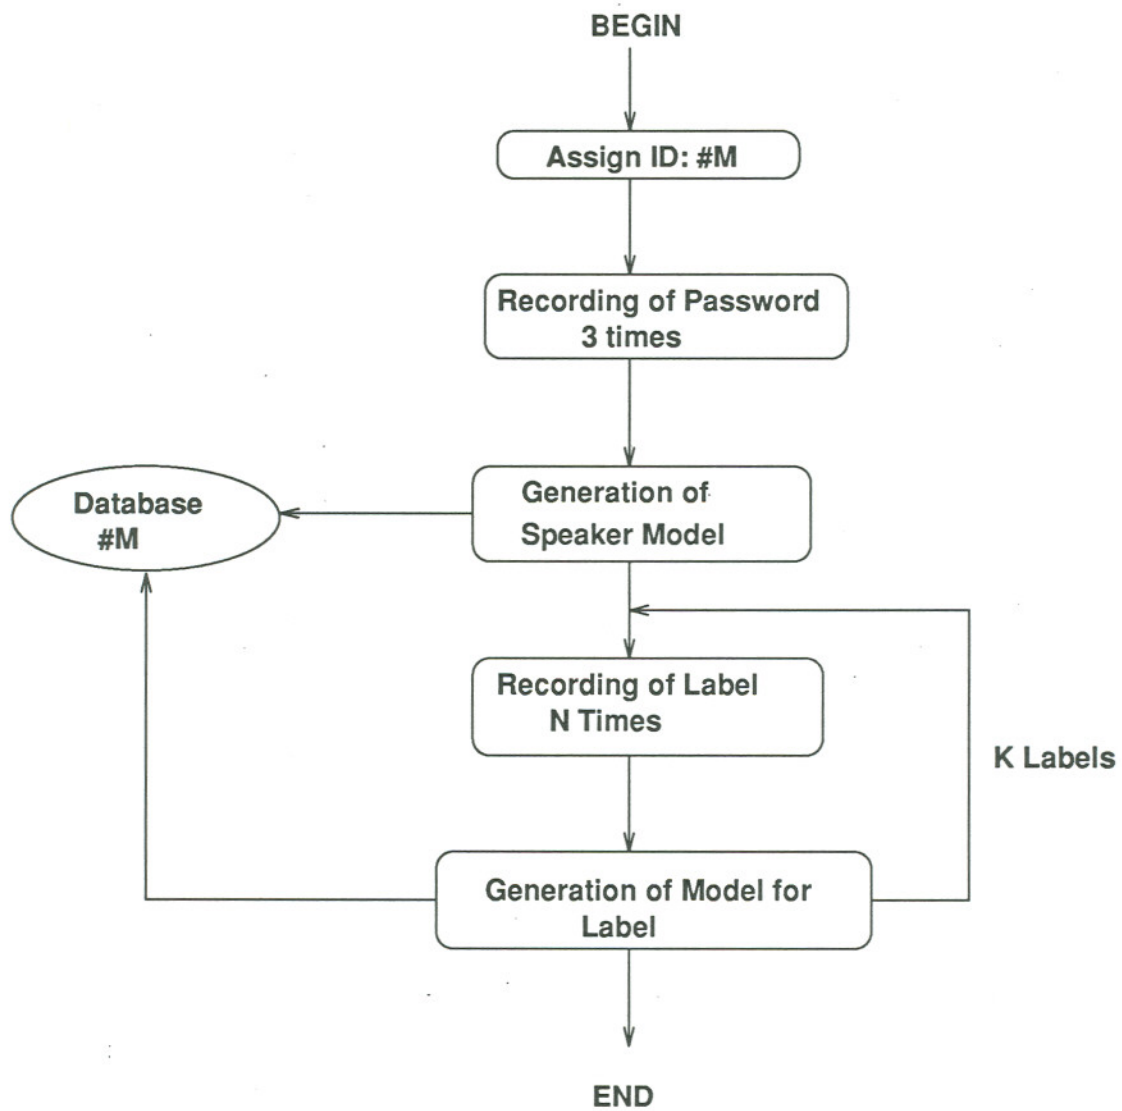 BEGIN
Assign ID: #M
Recording of Password
3 times
Generation of
Speaker Model
Database
#M
Recording of Label
N Times
K Labels
Generation of Model for
Label
END